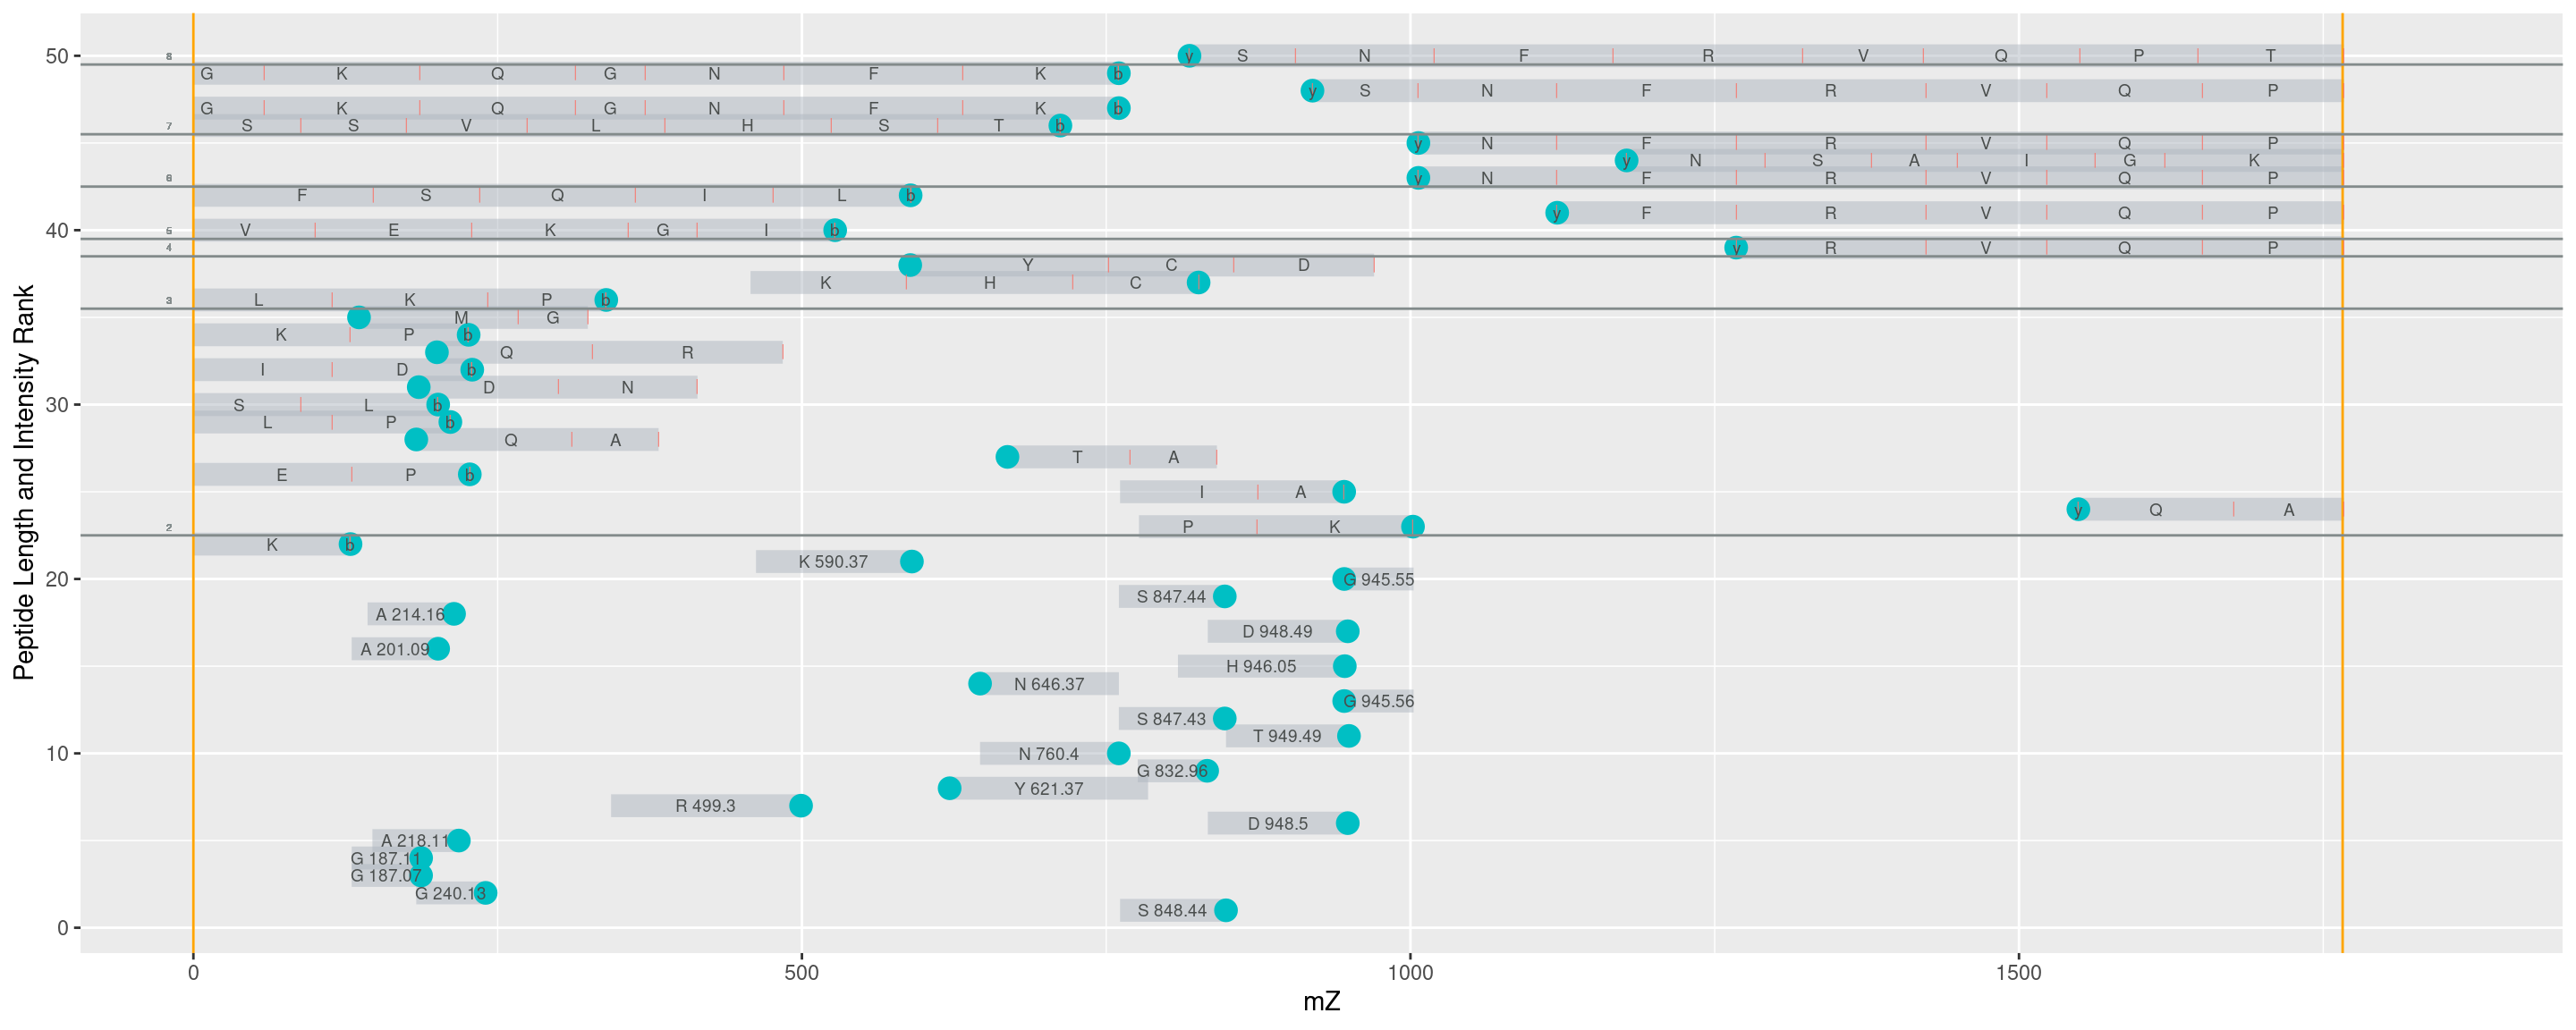 50
8
y S N F R V Q P T
G K Q G N F K b
y S N F R V Q P
G K Q G N F K b
7
S S V L H S T b
y N F R V Q P
y N S A I G K
6
y N F R V Q P
F S Q I L b
y F R V Q P
40
5
V E K G I b
4
y R V Q P
Y C D
K H C
3
L K P b
M G
K P b
Q R
I D b
D N
30
S L b
L P b
Q A
T A
E P b
I A
y Q A
2
P K
K b
K 590.37
20
G 945.55
S 847.44
A 214.16
D 948.49
A 201.09
H 946.05
N 646.37
G 945.56
S 847.43
T 949.49
10
N 760.4
G 832.96
Y 621.37
R 499.3
D 948.5
A 218.11
G 187.11
G 187.07
G 240.13
S 848.44
0
0 500 1000 1500
mZ
Peptide Length and Intensity Rank